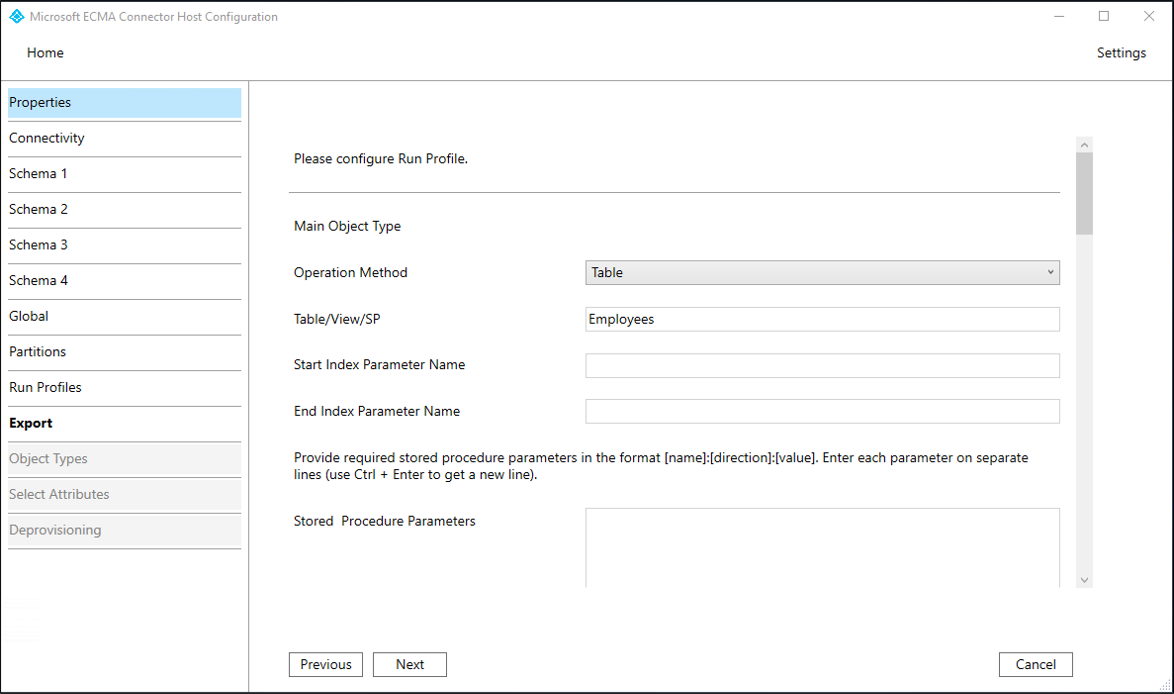 Microsoft ECMA Connector Host Configuration
Home
Settings
Properties
Connectivity
Schema 1
Schema 2
Schema 3
Schema 4
Global
Partitions
Run Profiles
Export
Object Types
Select Attributes
Deprovisioning
Please configure Run Profile.
Main Object Type
Operation Method
Table
Table/View/SP
Employees
Start Index Parameter Name
End Index Parameter Name
Provide required stored procedure parameters in the format [name]:[direction]:[value]. Enter each parameter on separate
lines (use Ctrl + Enter to get a new line).
Stored  Procedure Parameters
Previous
Next
Cancel